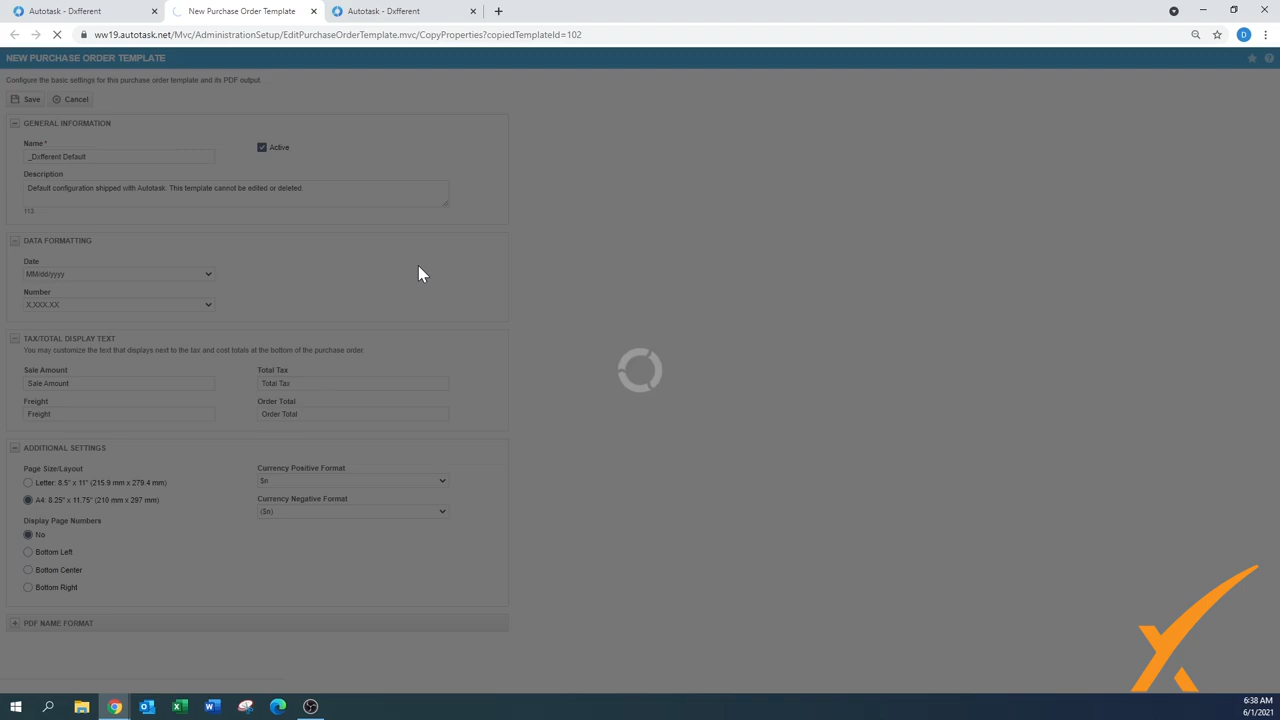 Autotask - Dxfferent
New Purchase Order Template
Autotask - Dxfferent
ww19.autotask.net/Mvc/AdministrationSetup/EditPurchaseOrderTemplate.mvc/CopyProperties?copiedTemplateId=102
D
NEW PURCHASE ORDER TEMPLATE
Configure the basic settings for this purchase order template and its PDF output.
Save
Cancel
GENERAL INFORMATION
Name *
_Dxfferent Default
Active
Description
Default configuration shipped with Autotask. This template cannot be edited or deleted.
113
DATA FORMATTING
Date
MM/dd/yyyy
Number
X,XXX.XX
TAX/TOTAL DISPLAY TEXT
You may customize the text that displays next to the tax and cost totals at the bottom of the purchase order.
Sale Amount
Total Tax
Sale Amount
Total Tax
Freight
Order Total
Freight
Order Total
ADDITIONAL SETTINGS
Page Size/Layout
Currency Positive Format
Letter: 8.5" x 11" (215.9 mm x 279.4 mm)
$n
A4: 8.25" x 11.75" (210 mm x 297 mm)
Currency Negative Format
($n)
Display Page Numbers
No
Bottom Left
Bottom Center
Bottom Right
PDF NAME FORMAT
6:38 AM
6/1/2021